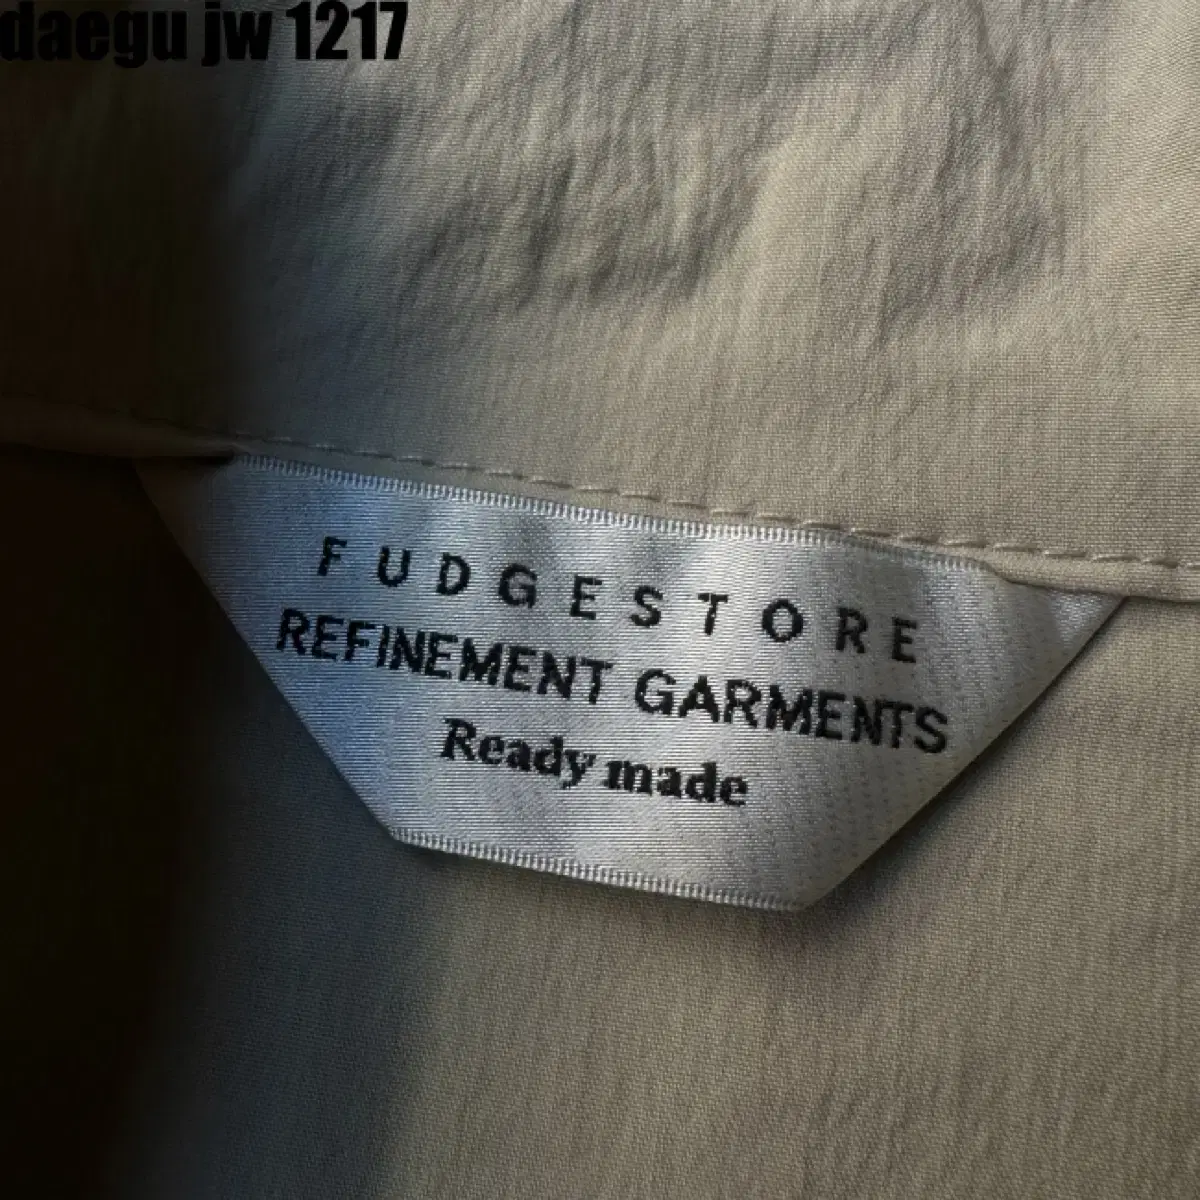 daegu jw 1217
FUDGESTORE
REFINEMENT GARMENTS
Ready made